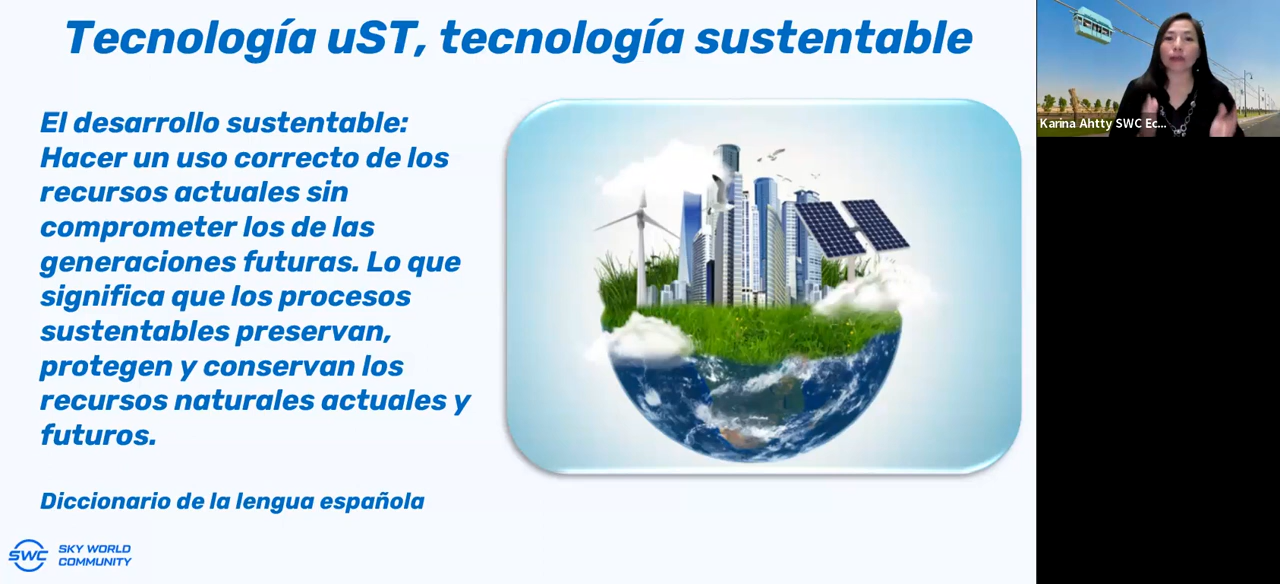 Tecnología uST, tecnología sustentable
El desarrollo sustentable:
Hacer un uso correcto de los
recursos actuales sin
comprometer los de las
generaciones futuras. Lo que
significa que los procesos
sustentables preservan,
protegen y conservan los
recursos naturales actuales y
futuros.
Diccionario de la lengua española
SWC SKY WORLD
COMMUNITY
Karina Ahtty SWC Ec...